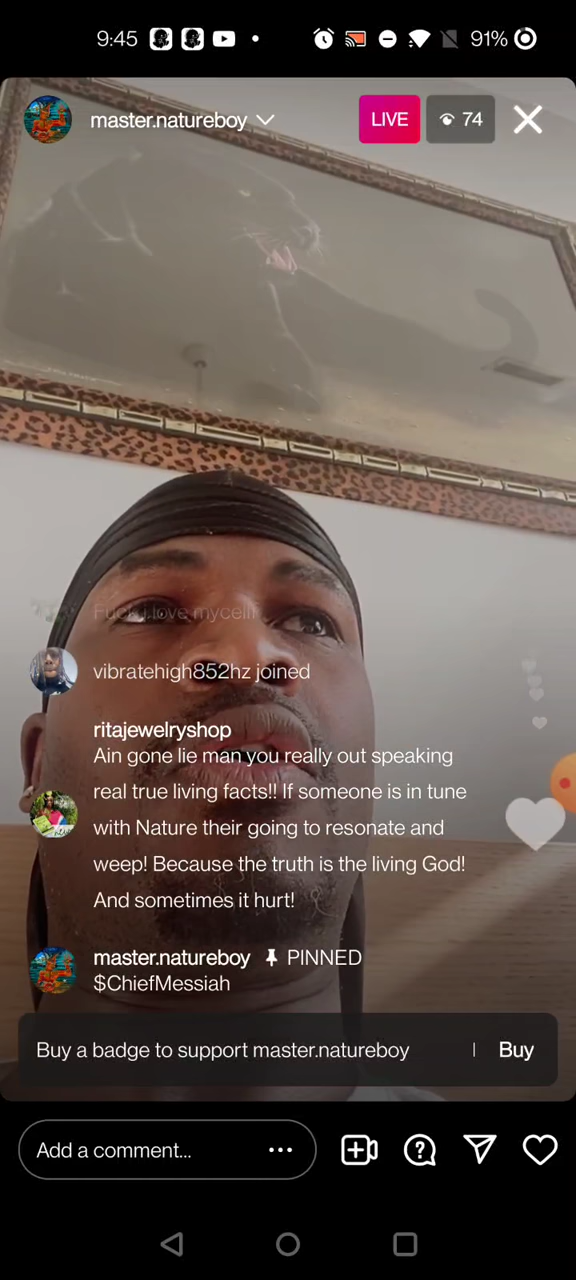 9:45
91%
master.natureboy
LIVE
74
Fuck i love mycelf
vibratehigh852hz joined
ritajewelryshop
Ain gone lie man you really out speaking
real true living facts!! If someone is in tune
with Nature their going to resonate and
weep! Because the truth is the living God!
And sometimes it hurt!
master.natureboy PINNED
$ChiefMessiah
Buy a badge to support master.natureboy
Buy
Add a comment...